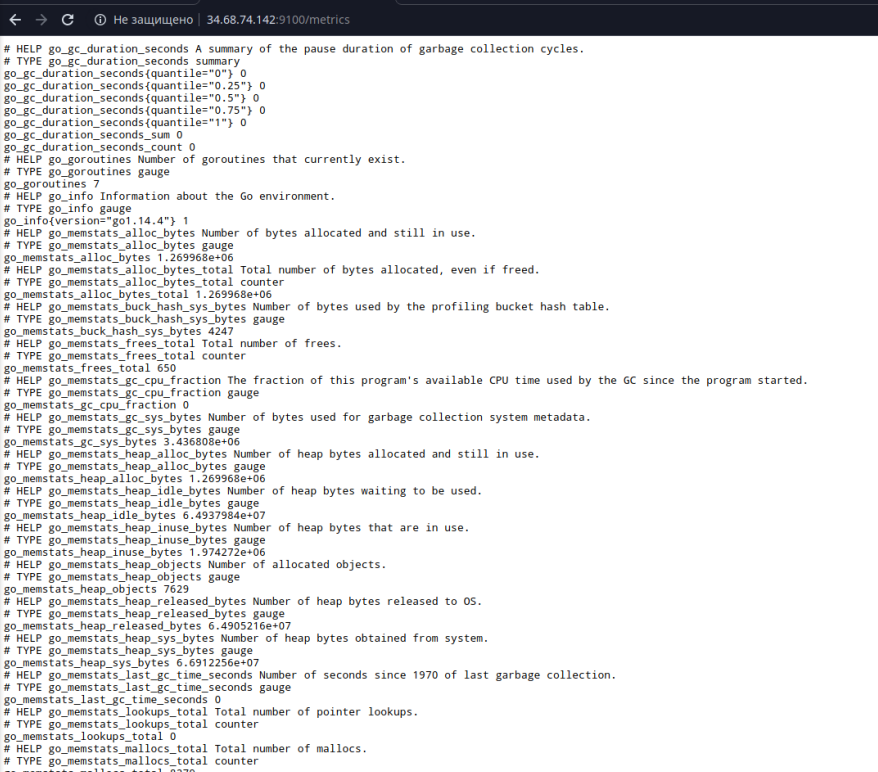 Не защищено 34.68.74.142:9100/metrics
# HELP go_gc_duration_seconds A summary of the pause duration of garbage collection cycles.
# TYPE go_gc_duration_seconds summary
go_gc_duration_seconds{quantile="0"} 0
go_gc_duration_seconds{quantile="0.25"} 0
go_gc_duration_seconds{quantile="0.5"} 0
go_gc_duration_seconds{quantile="0.75"} 0
go_gc_duration_seconds{quantile="1"} 0
go_gc_duration_seconds_sum 0
go_gc_duration_seconds_count 0
# HELP go_goroutines Number of goroutines that currently exist.
# TYPE go_goroutines gauge
go_goroutines 7
# HELP go_info Information about the Go environment.
# TYPE go_info gauge
go_info{version="go1.14.4"} 1
# HELP go_memstats_alloc_bytes Number of bytes allocated and still in use.
# TYPE go_memstats_alloc_bytes gauge
go_memstats_alloc_bytes 1.269968e+06
# HELP go_memstats_alloc_bytes_total Total number of bytes allocated, even if freed.
# TYPE go_memstats_alloc_bytes_total counter
go_memstats_alloc_bytes_total 1.269968e+06
# HELP go_memstats_buck_hash_sys_bytes Number of bytes used by the profiling bucket hash table.
# TYPE go_memstats_buck_hash_sys_bytes gauge
go_memstats_buck_hash_sys_bytes 4247
# HELP go_memstats_frees_total Total number of frees.
# TYPE go_memstats_frees_total counter
go_memstats_frees_total 650
# HELP go_memstats_gc_cpu_fraction The fraction of this program's available CPU time used by the GC since the program started.
# TYPE go_memstats_gc_cpu_fraction gauge
go_memstats_gc_cpu_fraction 0
# HELP go_memstats_gc_sys_bytes Number of bytes used for garbage collection system metadata.
# TYPE go_memstats_gc_sys_bytes gauge
go_memstats_gc_sys_bytes 3.436808e+06
# HELP go_memstats_heap_alloc_bytes Number of heap bytes allocated and still in use.
# TYPE go_memstats_heap_alloc_bytes gauge
go_memstats_heap_alloc_bytes 1.269968e+06
# HELP go_memstats_heap_idle_bytes Number of heap bytes waiting to be used.
# TYPE go_memstats_heap_idle_bytes gauge
go_memstats_heap_idle_bytes 6.4937984e+07
# HELP go_memstats_heap_inuse_bytes Number of heap bytes that are in use.
# TYPE go_memstats_heap_inuse_bytes gauge
go_memstats_heap_inuse_bytes 1.974272e+06
# HELP go_memstats_heap_objects Number of allocated objects.
# TYPE go_memstats_heap_objects gauge
go_memstats_heap_objects 7629
# HELP go_memstats_heap_released_bytes Number of heap bytes released to OS.
# TYPE go_memstats_heap_released_bytes gauge
go_memstats_heap_released_bytes 6.4905216e+07
# HELP go_memstats_heap_sys_bytes Number of heap bytes obtained from system.
# TYPE go_memstats_heap_sys_bytes gauge
go_memstats_heap_sys_bytes 6.6912256e+07
# HELP go_memstats_last_gc_time_seconds Number of seconds since 1970 of last garbage collection.
# TYPE go_memstats_last_gc_time_seconds gauge
go_memstats_last_gc_time_seconds 0
# HELP go_memstats_lookups_total Total number of pointer lookups.
# TYPE go_memstats_lookups_total counter
go_memstats_lookups_total 0
# HELP go_memstats_mallocs_total Total number of mallocs.
# TYPE go_memstats_mallocs_total counter